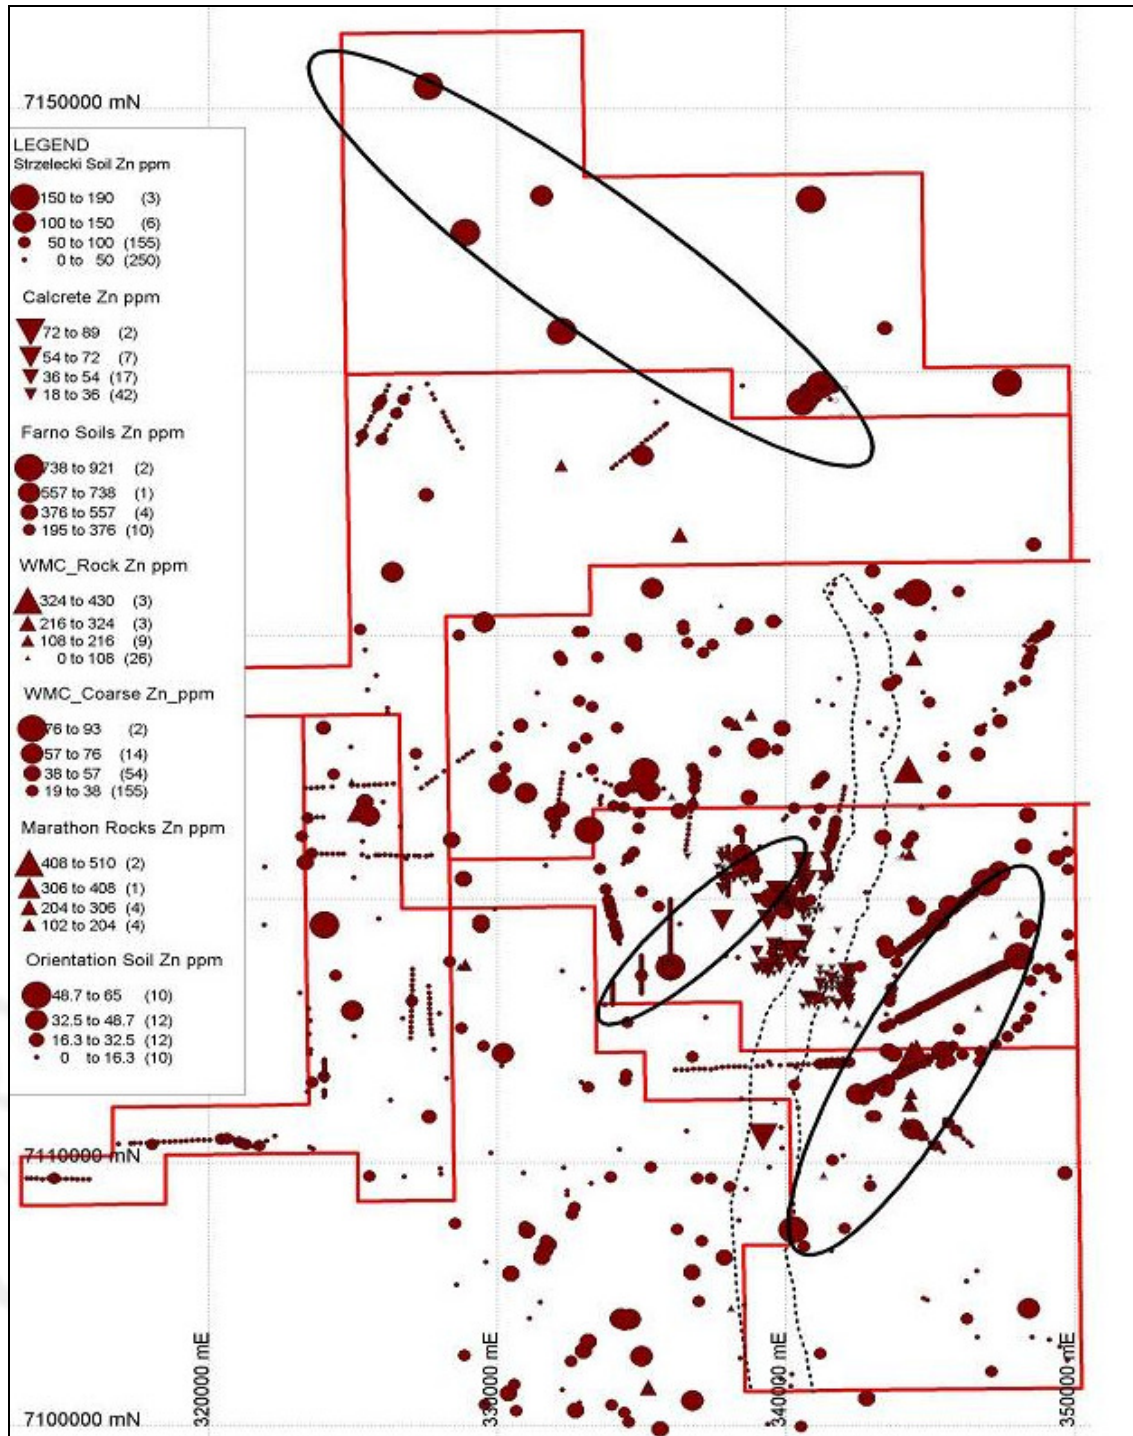 7150000 mN
LEGEND
Strzelecki Soil Zn ppm
150 to 190 (3)
100 to 150 (6)
50 to 100 (155)
0 to 50 (250)
Calcrete Zn ppm
72 to 89 (2)
54 to 72 (7)
36 to 54 (17)
18 to 36 (42)
Farno Soils Zn ppm
738 to 921 (2)
557 to 738 (1)
376 to 557 (4)
195 to 376 (10)
WMC_Rock Zn ppm
324 to 430 (3)
216 to 324 (3)
108 to 216 (9)
0 to 108 (26)
WMC_Coarse Zn_ppm
76 to 93 (2)
57 to 76 (14)
38 to 57 (54)
19 to 38 (155)
Marathon Rocks Zn ppm
408 to 510 (2)
306 to 408 (1)
204 to 306 (4)
102 to 204 (4)
Orientation Soil Zn ppm
48.7 to 65 (10)
32.5 to 48.7 (12)
16.3 to 32.5 (12)
0 to 16.3 (10)
7110000 mN
320000 mE
330000 mE
340000 mE
350000 mE
7100000 mN